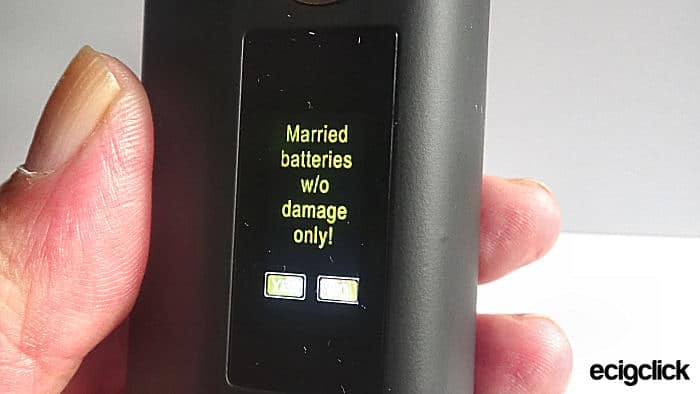 Married
batteries
w/o
damage
only!
ecigclick